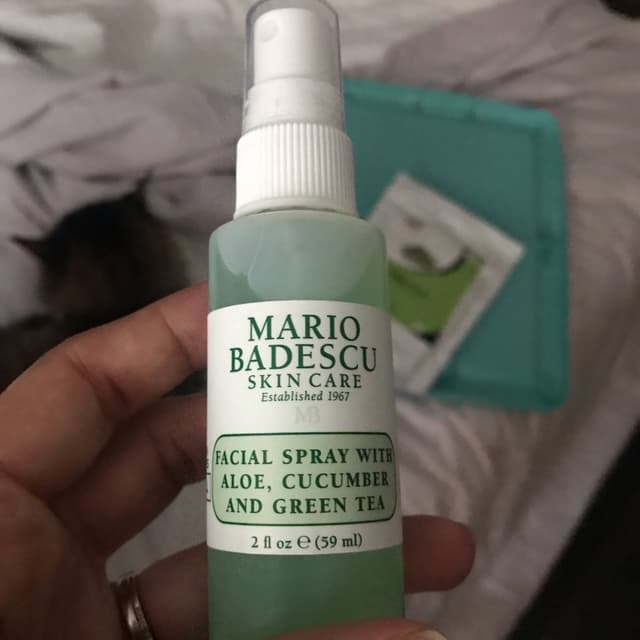 MARIO
BADESCU
SKIN CARE
Established 1967
MB
FACIAL SPRAY WITH
ALOE, CUCUMBER
AND GREEN TEA
2 fl oz ℮ (59 ml)